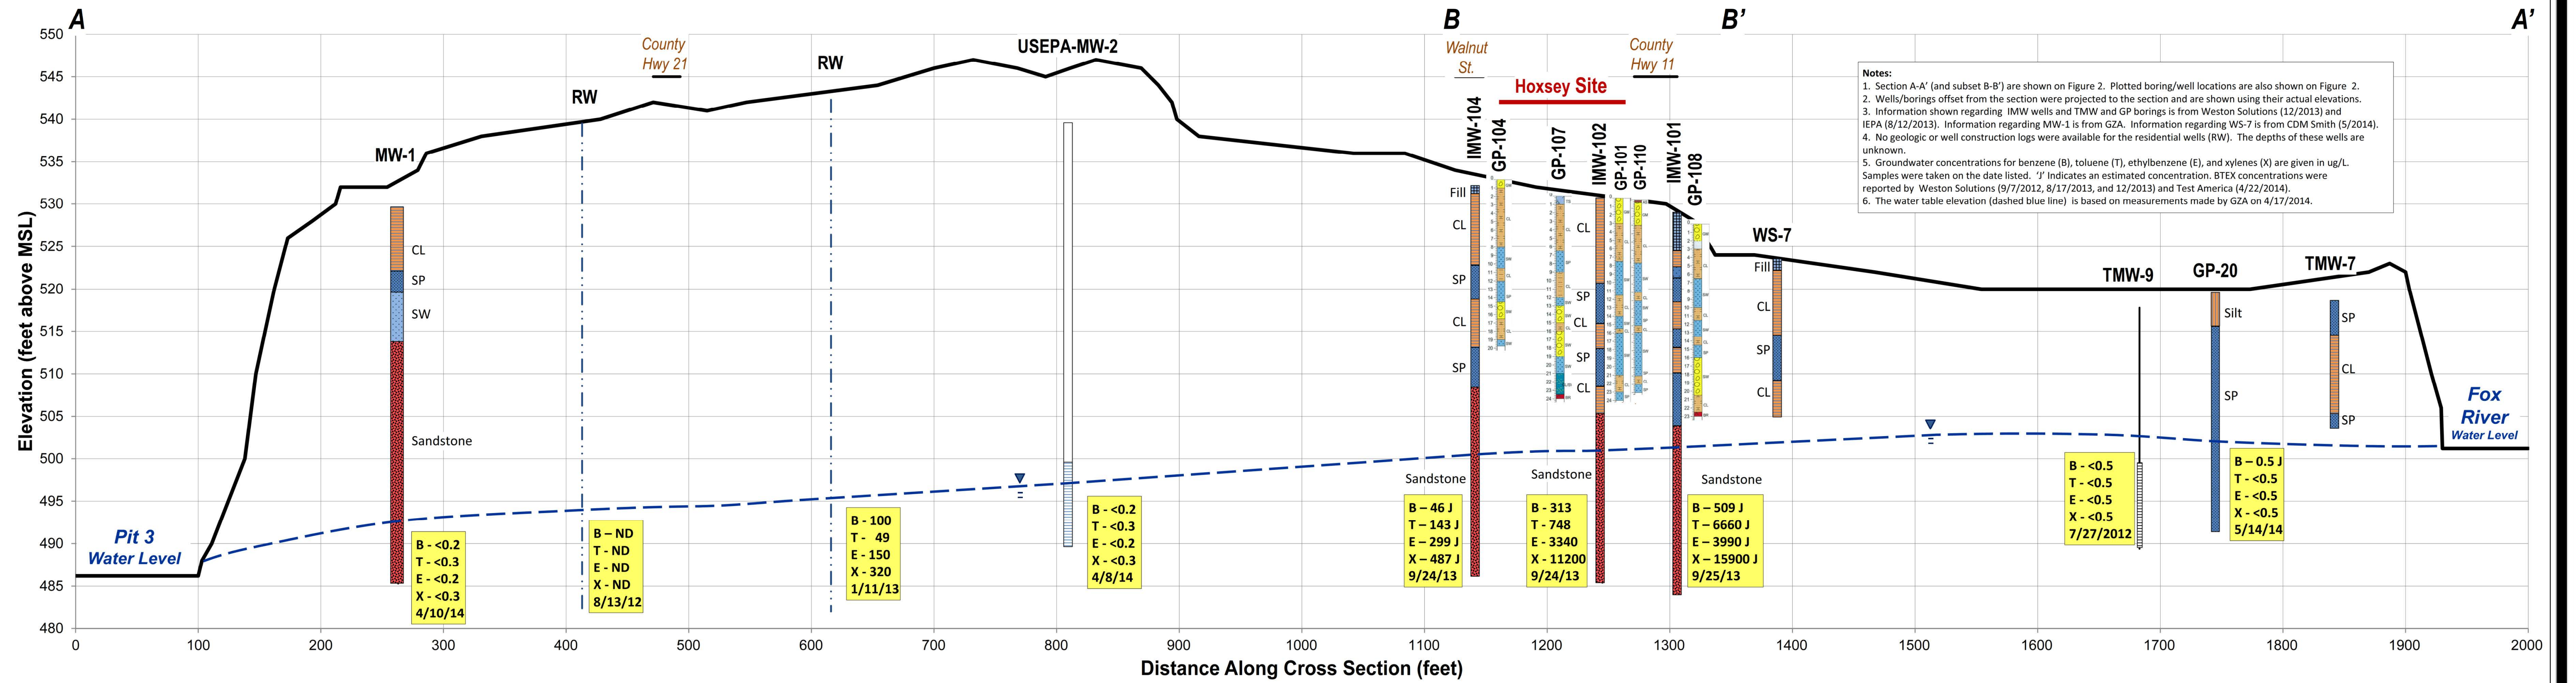 A
B
B’
A’
County
Hwy 21
Walnut
St.
County
Hwy 11
Hoxsey Site
RW
RW
USEPA-MW-2
MW-1
IMW-104
GP-104
GP-107
IMW-102
GP-101
GP-110
IMW-101
GP-108
WS-7
TMW-9
GP-20
TMW-7
Notes:
1. Section A-A’ (and subset B-B’) are shown on Figure 2. Plotted boring/well locations are also shown on Figure 2.
2. Wells/borings offset from the section were projected to the section and are shown using their actual elevations.
3. Information shown regarding IMW wells and TMW and GP borings is from Weston Solutions (12/2013) and
IEPA (8/12/2013). Information regarding MW-1 is from GZA. Information regarding WS-7 is from CDM Smith (5/2014).
4. No geologic or well construction logs were available for the residential wells (RW). The depths of these wells are
unknown.
5. Groundwater concentrations for benzene (B), toluene (T), ethylbenzene (E), and xylenes (X) are given in ug/L.
Samples were taken on the date listed. ‘J’ Indicates an estimated concentration. BTEX concentrations were
reported by Weston Solutions (9/7/2012, 8/17/2013, and 12/2013) and Test America (4/22/2014).
6. The water table elevation (dashed blue line) is based on measurements made by GZA on 4/17/2014.
Elevation (feet above MSL)
550
545
540
535
530
525
520
515
510
505
500
495
490
485
480
CL
SP
SW
Sandstone
Fill
CL
SP
CL
SP
Sandstone
CL
SP
CL
SP
CL
Sandstone
Sandstone
Fill
CL
SP
CL
Silt
SP
SP
CL
SP
Pit 3
Water Level
Fox
River
Water Level
B - <0.2
T - <0.3
E - <0.2
X - <0.3
4/10/14
B – ND
T - ND
E - ND
X - ND
8/13/12
B - 100
T - 49
E - 150
X - 320
1/11/13
B - <0.2
T - <0.3
E - <0.2
X - <0.3
4/8/14
B – 46 J
T – 143 J
E – 299 J
X – 487 J
9/24/13
B - 313
T - 748
E - 3340
X - 11200
9/24/13
B – 509 J
T – 6660 J
E – 3990 J
X – 15900 J
9/25/13
B - <0.5
T - <0.5
E - <0.5
X - <0.5
7/27/2012
B – 0.5 J
T - <0.5
E - <0.5
X - <0.5
5/14/14
0 100 200 300 400 500 600 700 800 900 1000 1100 1200 1300 1400 1500 1600 1700 1800 1900 2000
Distance Along Cross Section (feet)